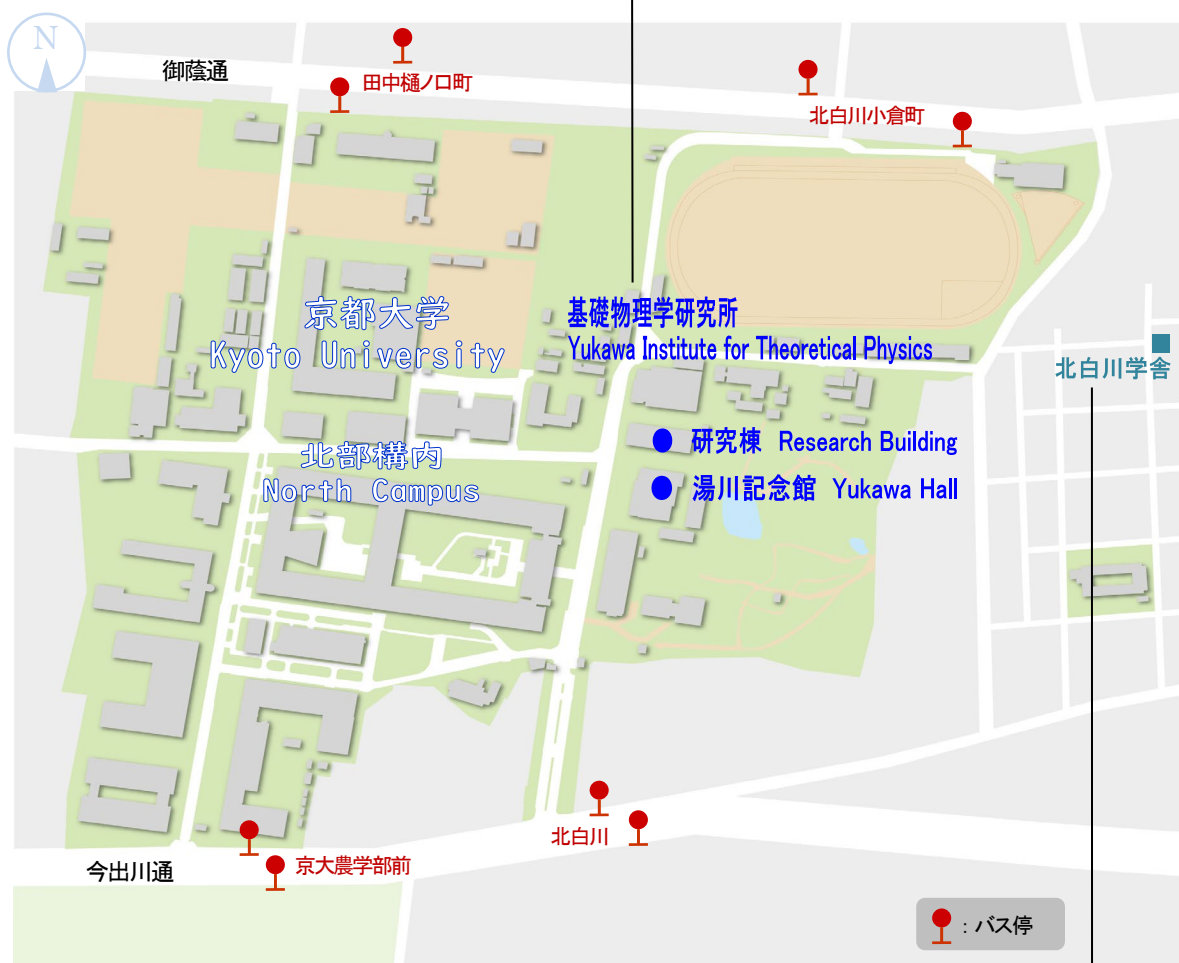 N
御蔭通
田中樋ノ口町
北白川小倉町
京都大学
Kyoto University
基礎物理学研究所
Yukawa Institute for Theoretical Physics
北白川学舎
北部構内
North Campus
研究棟 Research Building
湯川記念館 Yukawa Hall
北白川
今出川通
京大農学部前
: バス停